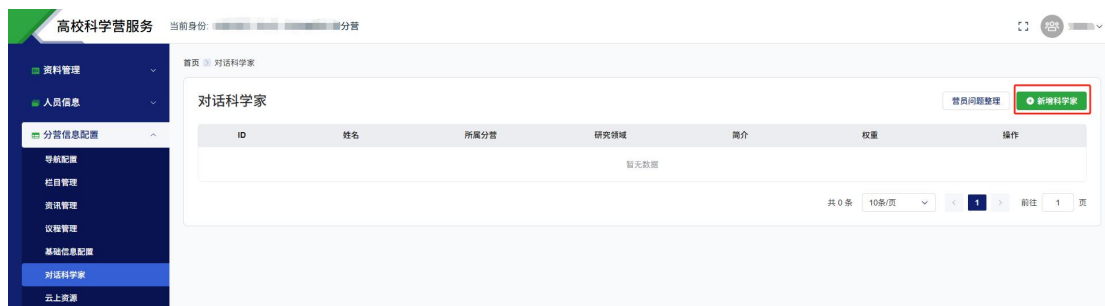 高校科学营服务 当前身份: 分营
首页 对话科学家
资料管理
人员信息
分营信息配置
导航配置
栏目管理
资讯管理
议程管理
基础信息配置
对话科学家
云上资源
对话科学家 营员问题整理 新增科学家
ID 姓名 所属分营 研究领域 简介 权重 操作
暂无数据
共 0 条 10条/页 1 前往 1 页